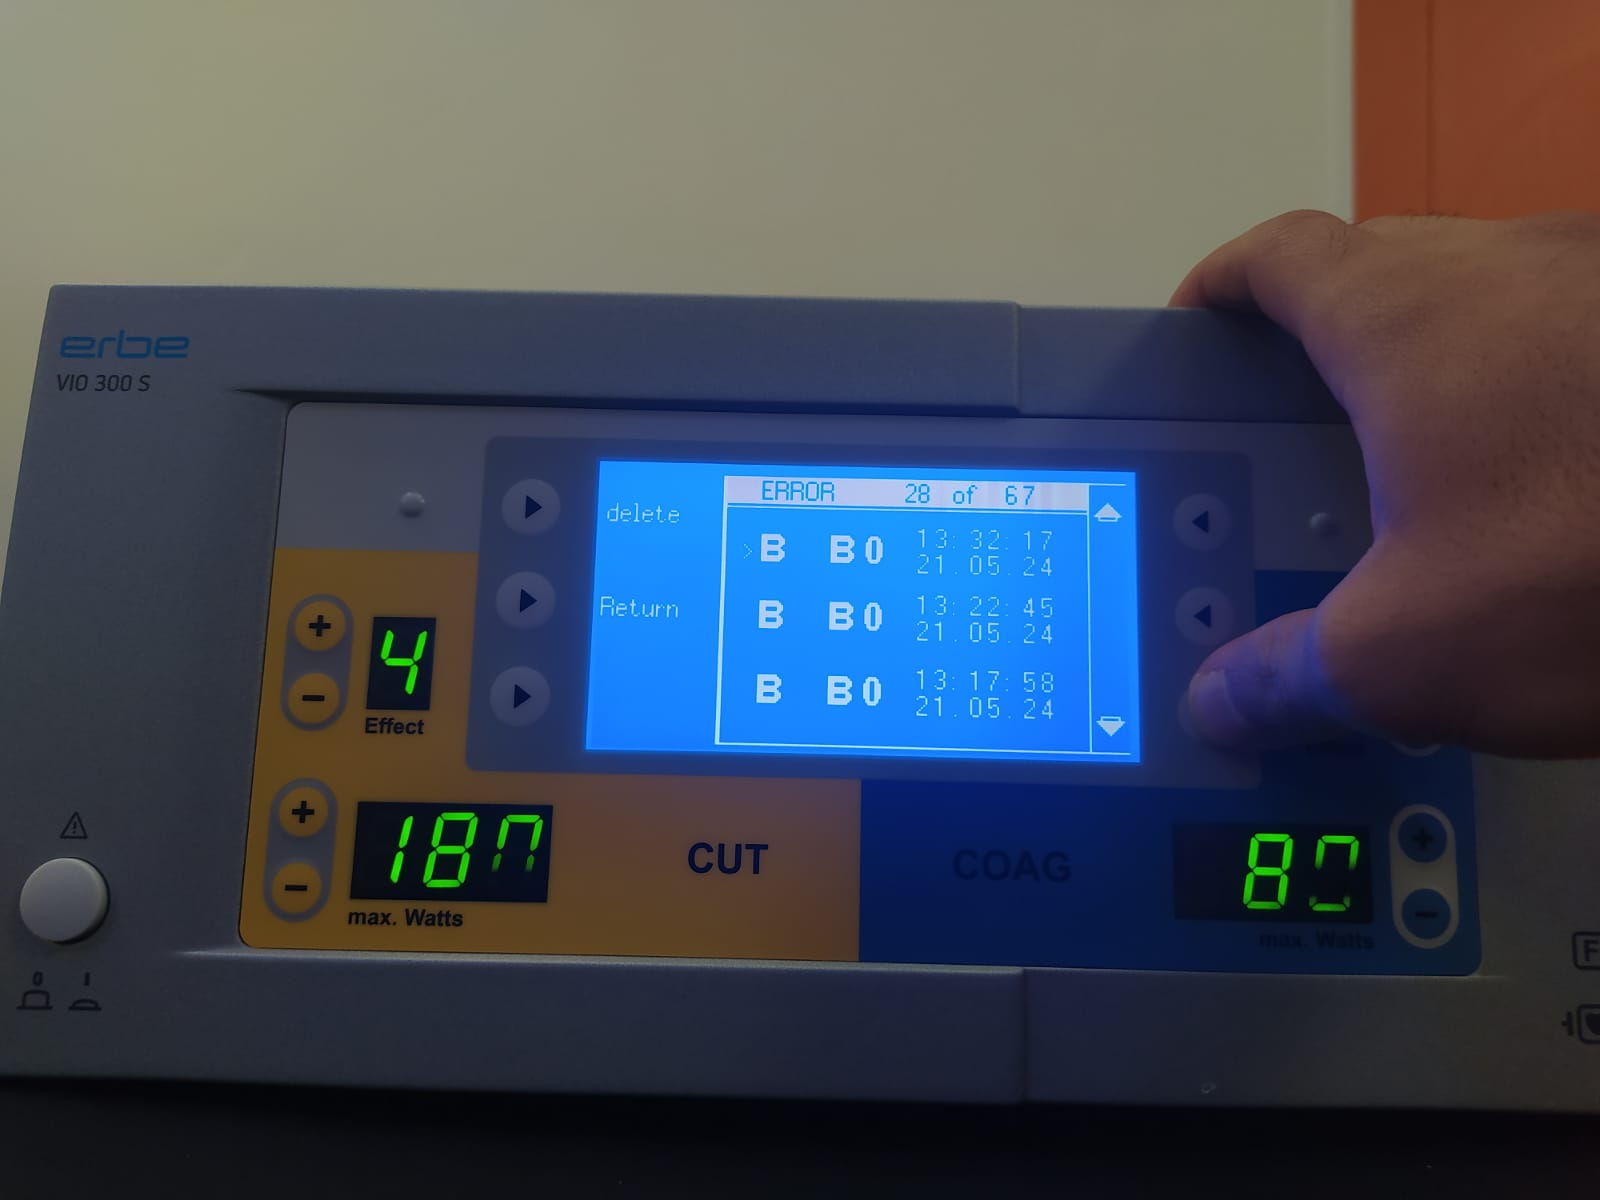 erbe
VIO 300 S
ERROR 28 of 67
delete
B B0 13:32:17
21.05.24
Return
B B0 13:22:45
21.05.24
B B0 13:17:58
21.05.24
+
4
−
Effect
+
−
max. Watts
CUT
COAG
8
+
−
max. Watts
0 I
F